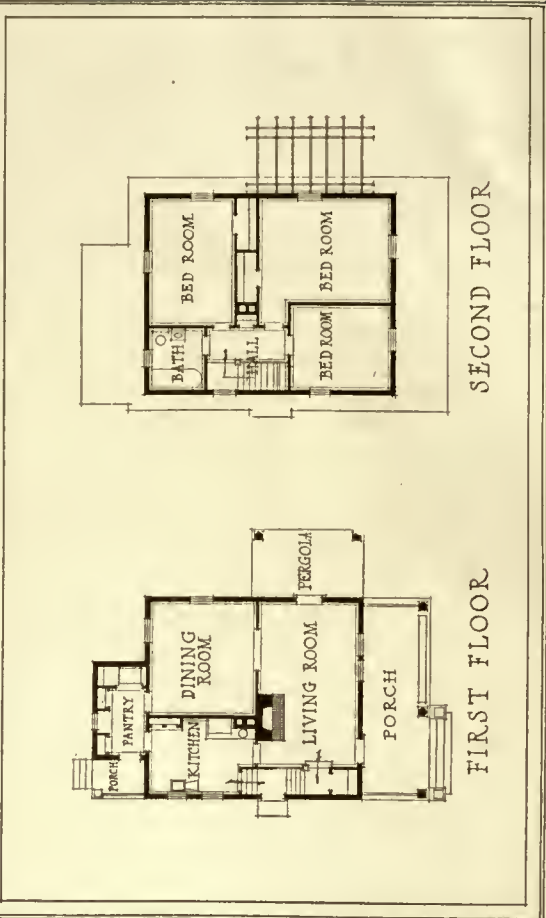 BED ROOM
BED ROOM
BATH
HALL
BED ROOM
SECOND FLOOR
PERGOLA
DINING
ROOM
LIVING ROOM
PANTRY
KITCHEN
PORCH
PORCH
FIRST FLOOR